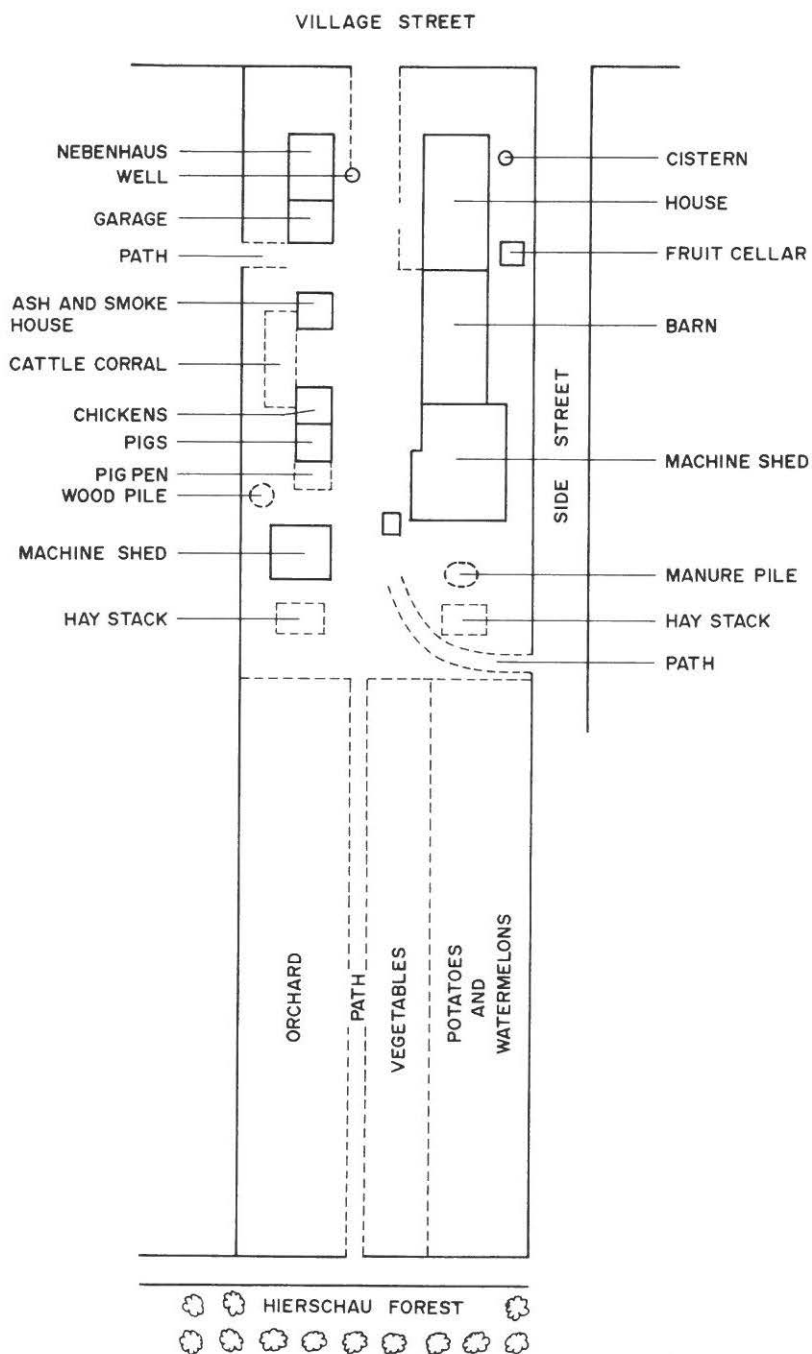 VILLAGE STREET
NEBENHAUS
WELL
GARAGE
PATH
ASH AND SMOKE
HOUSE
CATTLE CORRAL
CHICKENS
PIGS
PIG PEN
WOOD PILE
MACHINE SHED
HAY STACK
CISTERN
HOUSE
FRUIT CELLAR
BARN
SIDE STREET
MACHINE SHED
MANURE PILE
HAY STACK
PATH
ORCHARD
PATH
VEGETABLES
POTATOES
AND
WATERMELONS
HIERSCHAU FOREST